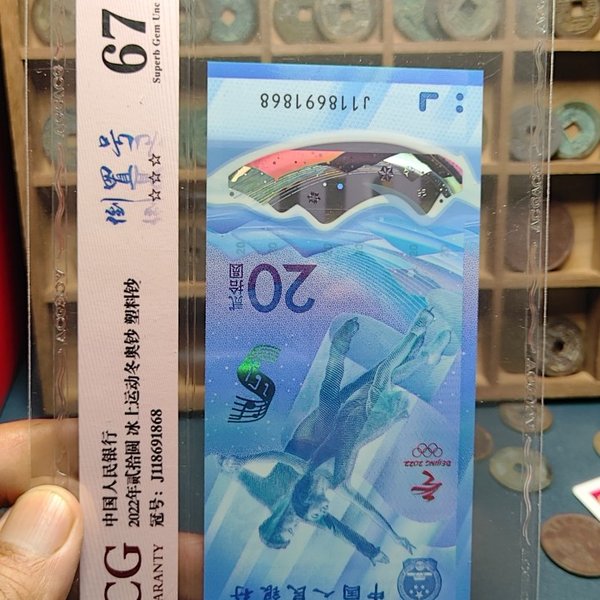 67
Superb Gem Unc
倒置号
☆☆☆
中国人民银行
2022年贰拾圆 冰上运动冬奥钞 塑料钞
冠号: J118691868
CG
ARRANTY
J118691868
20
贰拾圆
BEIJING 2022
中国人民银行